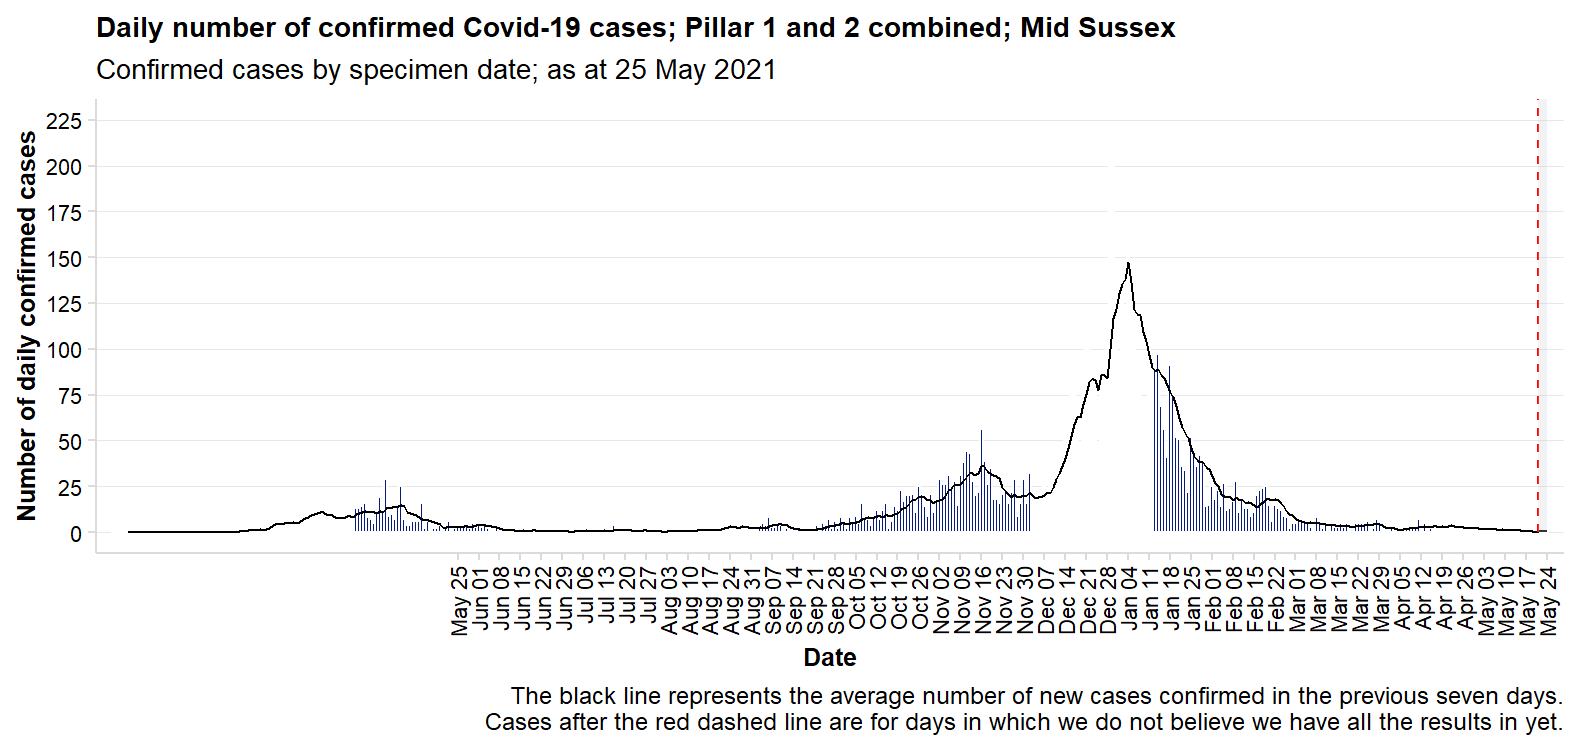 Daily number of confirmed Covid-19 cases; Pillar 1 and 2 combined; Mid Sussex
Confirmed cases by specimen date; as at 25 May 2021
Number of daily confirmed cases
225
200
175
150
125
100
75
50
25
0
May 25
Jun 01
Jun 08
Jun 15
Jun 22
Jun 29
Jul 06
Jul 13
Jul 20
Jul 27
Aug 03
Aug 10
Aug 17
Aug 24
Aug 31
Sep 07
Sep 14
Sep 21
Sep 28
Oct 05
Oct 12
Oct 19
Oct 26
Nov 02
Nov 09
Nov 16
Nov 23
Nov 30
Dec 07
Dec 14
Dec 21
Dec 28
Jan 04
Jan 11
Jan 18
Jan 25
Feb 01
Feb 08
Feb 15
Feb 22
Mar 01
Mar 08
Mar 15
Mar 22
Mar 29
Apr 05
Apr 12
Apr 19
Apr 26
May 03
May 10
May 17
May 24
Date
The black line represents the average number of new cases confirmed in the previous seven days.
Cases after the red dashed line are for days in which we do not believe we have all the results in yet.